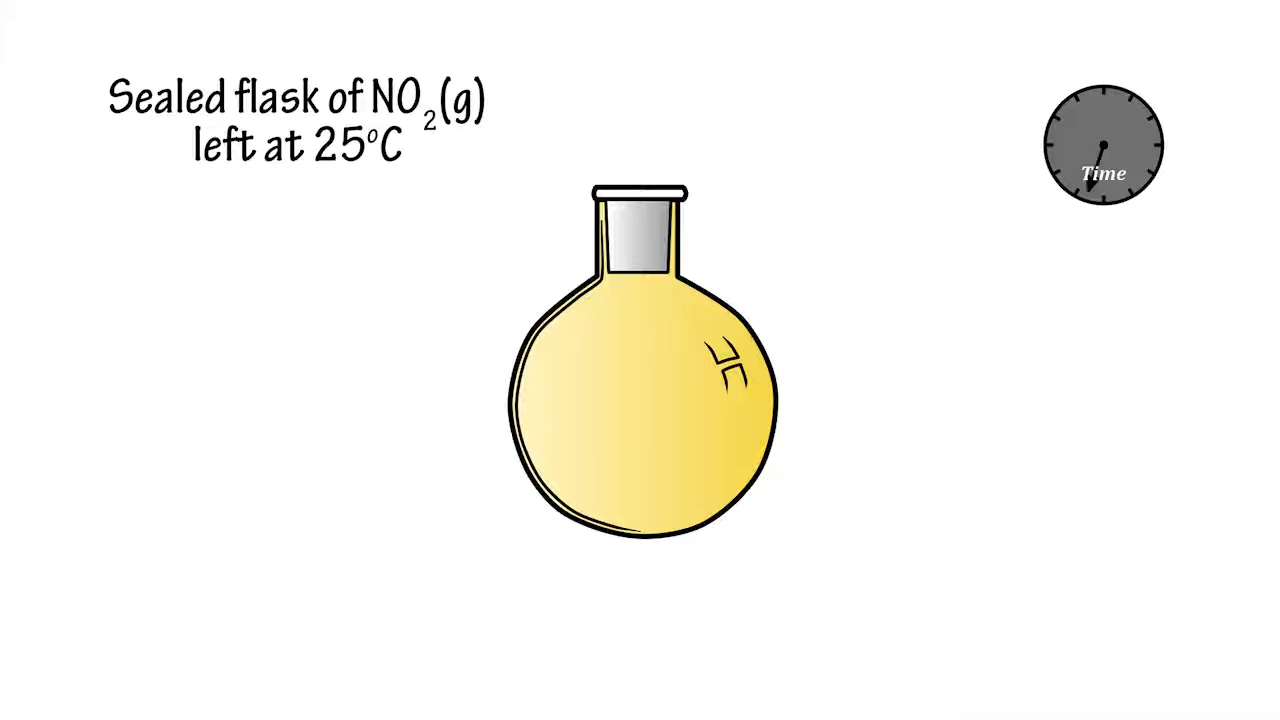 Sealed flask of NO₂(g)
left at 25°C
Time